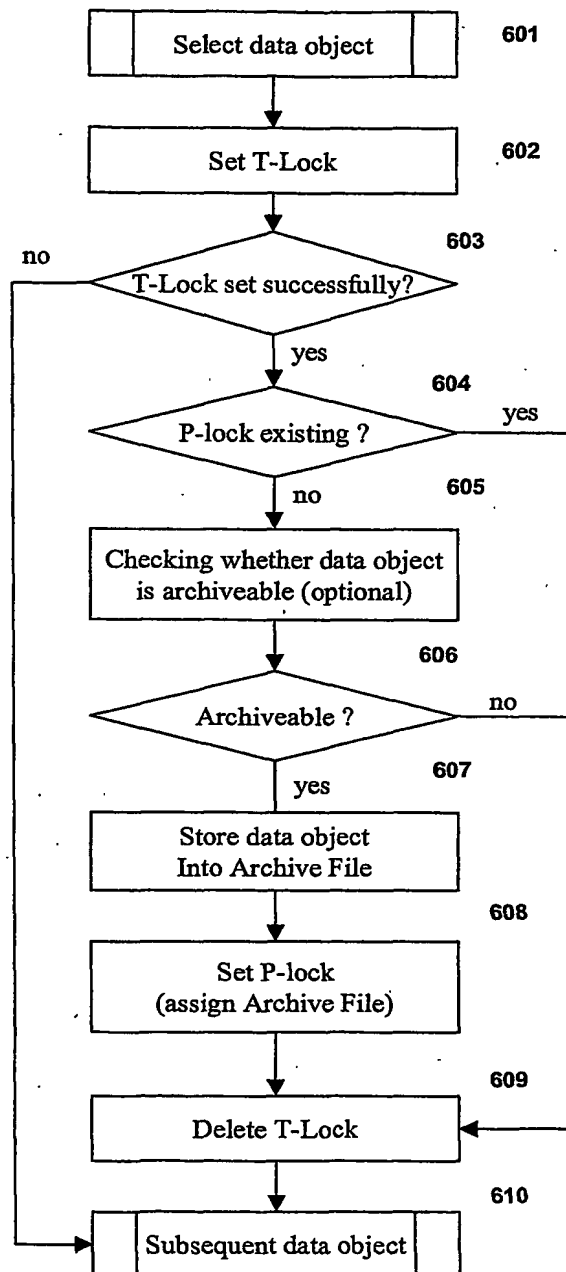 Select data object
601
Set T-Lock
602
603
no
T-Lock set successfully?
yes
604
P-lock existing ?
yes
no
605
Checking whether data object
is archiveable (optional)
606
Archiveable ?
no
yes
607
Store data object
Into Archive File
608
Set P-lock
(assign Archive File)
609
Delete T-Lock
610
Subsequent data object